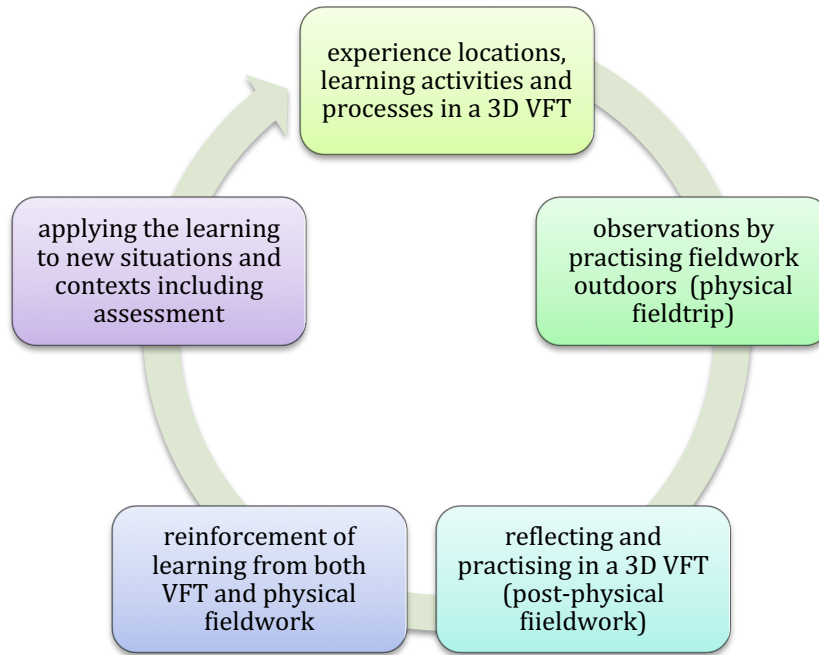 experience locations,
learning activities and
processes in a 3D VFT
observations by
practising fieldwork
outdoors (physical
fieldtrip)
reflecting and
practising in a 3D VFT
(post-physical
fiieldwork)
reinforcement of
learning from both
VFT and physical
fieldwork
applying the learning
to new situations and
contexts including
assessment